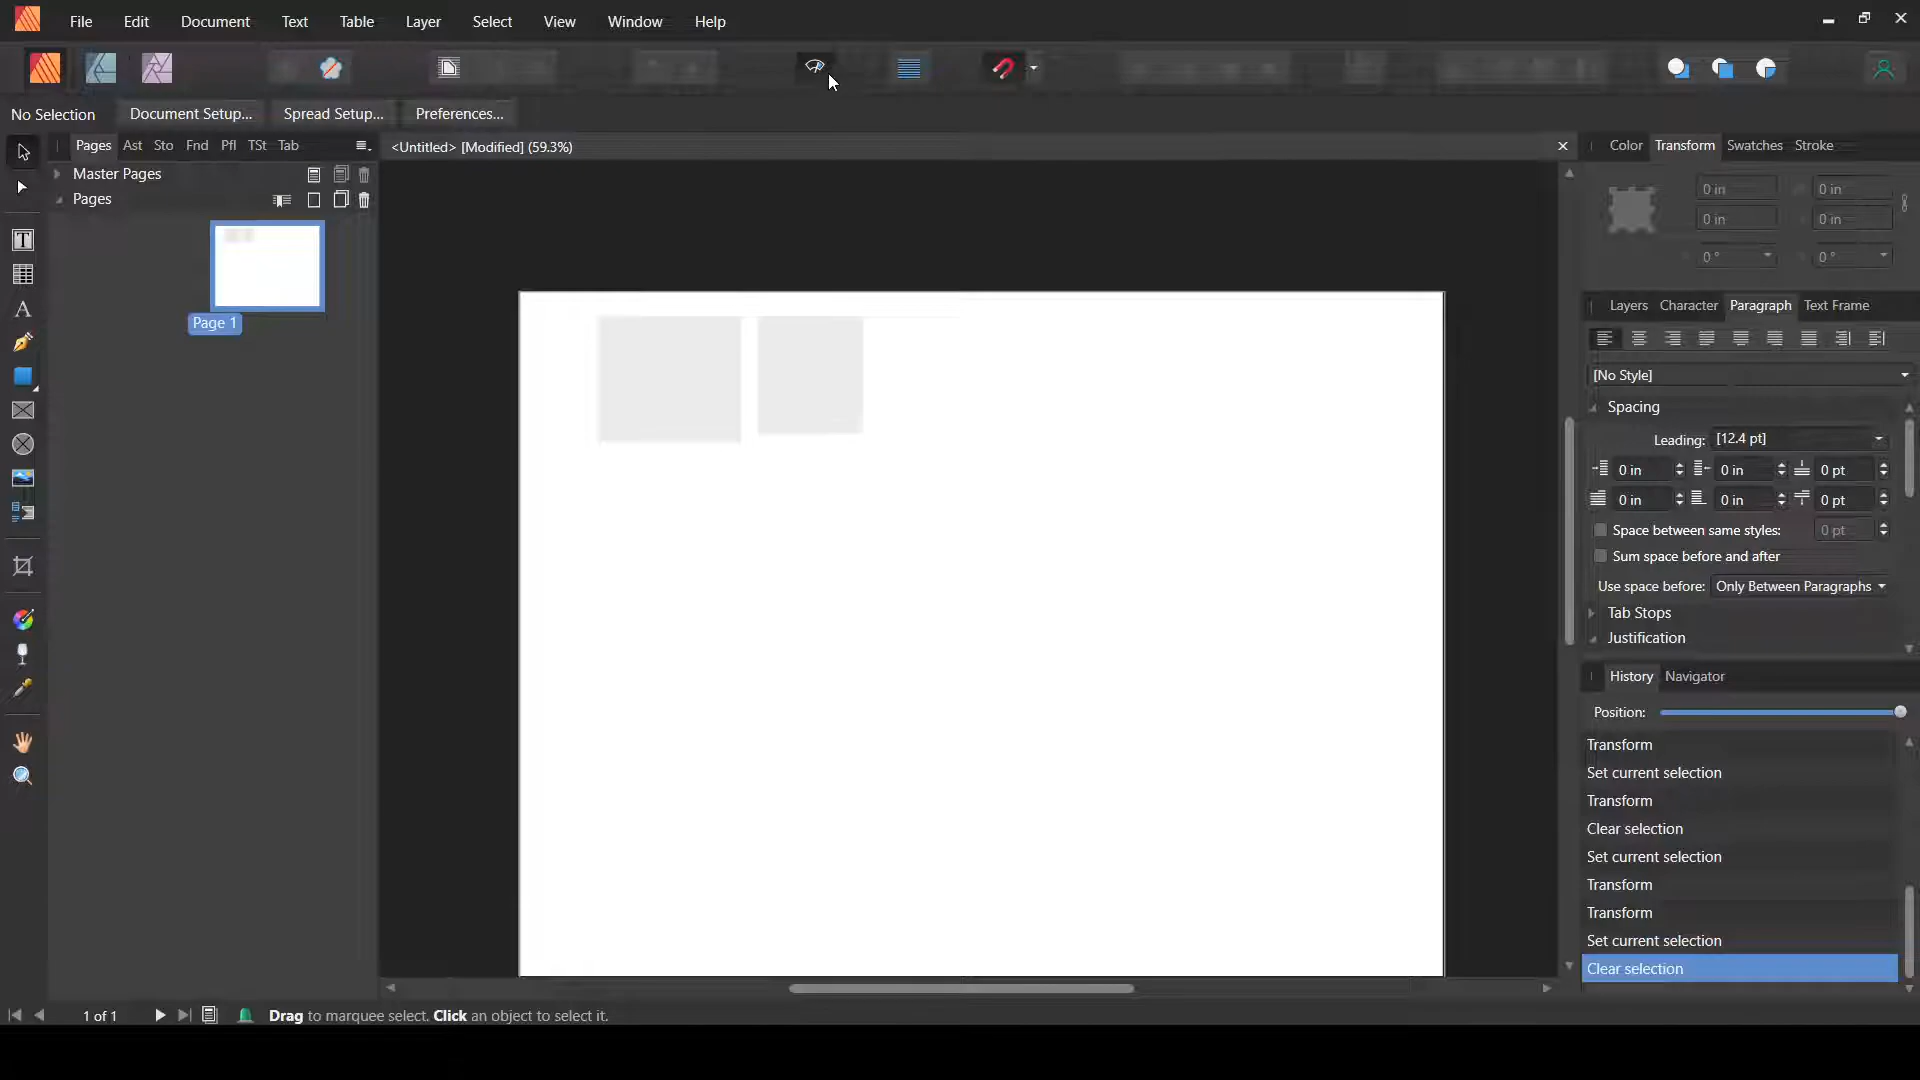 File Edit Document Text Table Layer Select View Window Help
No Selection Document Setup... Spread Setup... Preferences...
Pages Ast Sto Fnd Pfl TSt Tab
<Untitled> [Modified] (59.3%)
Color Transform Swatches Stroke
Master Pages
Pages
Page 1
0 in 0 in
0 in 0 in
0 ° 0 °
Layers Character Paragraph Text Frame
[No Style]
Spacing
Leading: [12.4 pt]
0 in 0 in 0 pt
0 in 0 in 0 pt
Space between same styles: 0 pt
Sum space before and after
Use space before: Only Between Paragraphs
Tab Stops
Justification
History Navigator
Position:
Transform
Set current selection
Transform
Clear selection
Set current selection
Transform
Transform
Set current selection
Clear selection
1 of 1 Drag to marquee select. Click an object to select it.